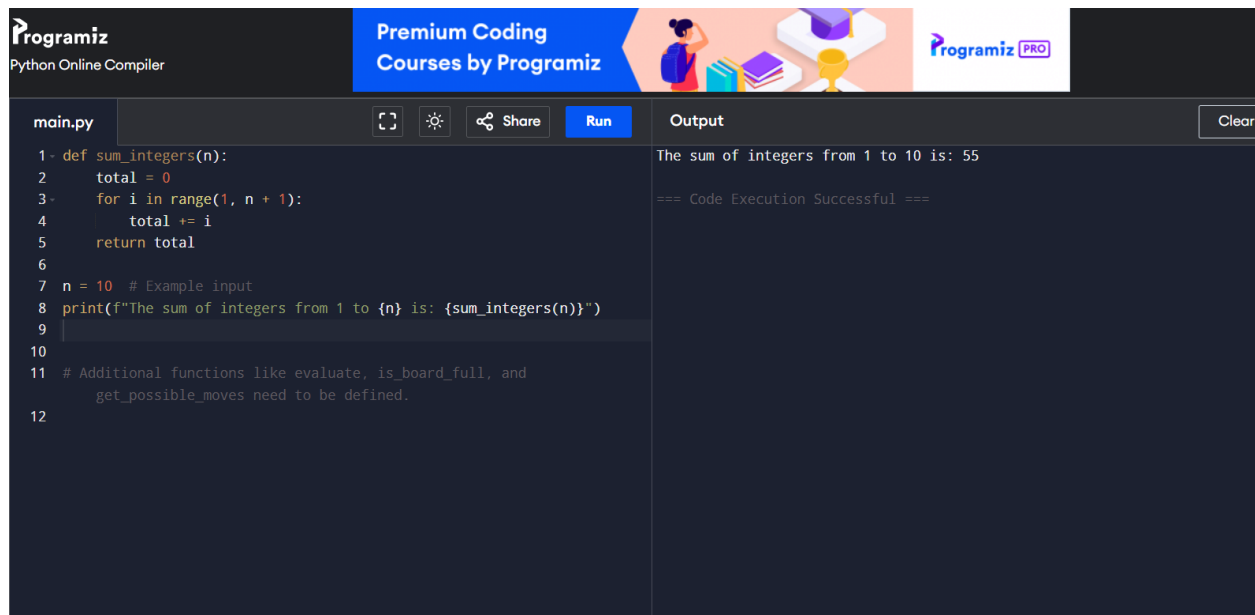 Programiz
Python Online Compiler
Premium Coding
Courses by Programiz
Programiz PRO
main.py
Share
Run
Output
Clear
1 def sum_integers(n):
2     total = 0
3     for i in range(1, n + 1):
4         total += i
5     return total
6
7 n = 10  # Example input
8 print(f"The sum of integers from 1 to {n} is: {sum_integers(n)}")
9
10
11 # Additional functions like evaluate, is_board_full, and
get_possible_moves need to be defined.
12
The sum of integers from 1 to 10 is: 55
=== Code Execution Successful ===